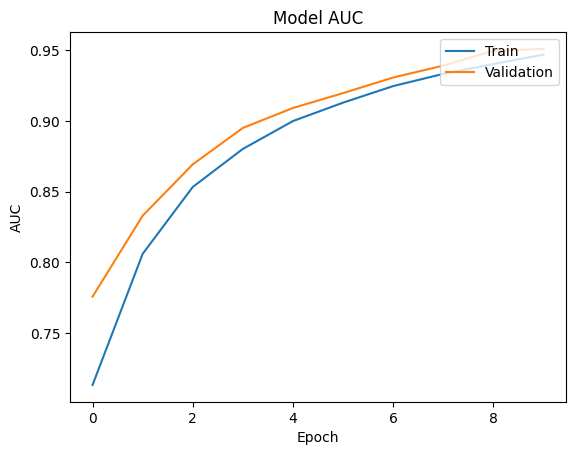 Model AUC
Train
Validation
0.95
0.90
0.85
0.80
0.75
AUC
0 2 4 6 8
Epoch